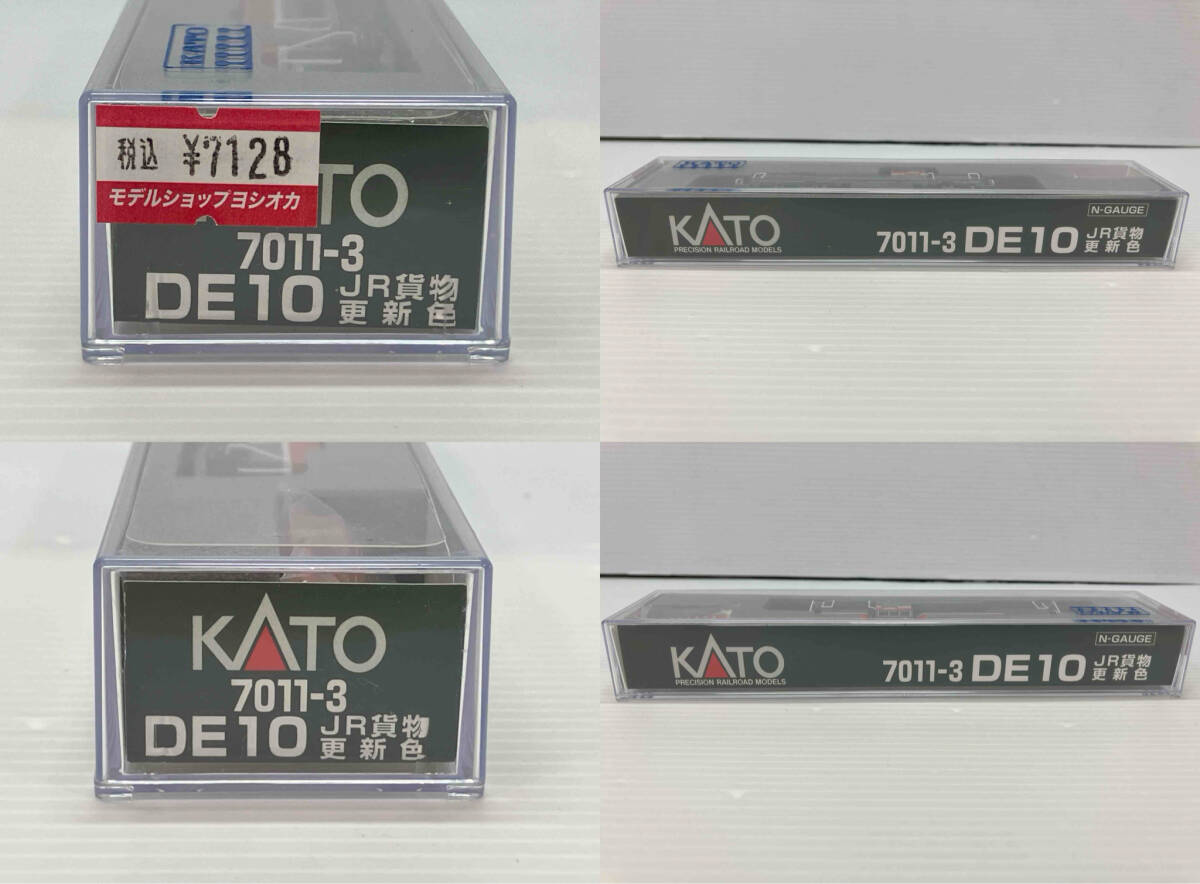 KATO
税込 ¥7128
モデルショップヨシオカ
ATO
7011-3
DE10 JR貨物
更新色
KATO
PRECISION RAILROAD MODELS
N-GAUGE
7011-3 DE10 JR貨物
更新色
KATO
7011-3
DE10 JR貨物
更新色
KATO
PRECISION RAILROAD MODELS
N-GAUGE
7011-3 DE10 JR貨物
更新色